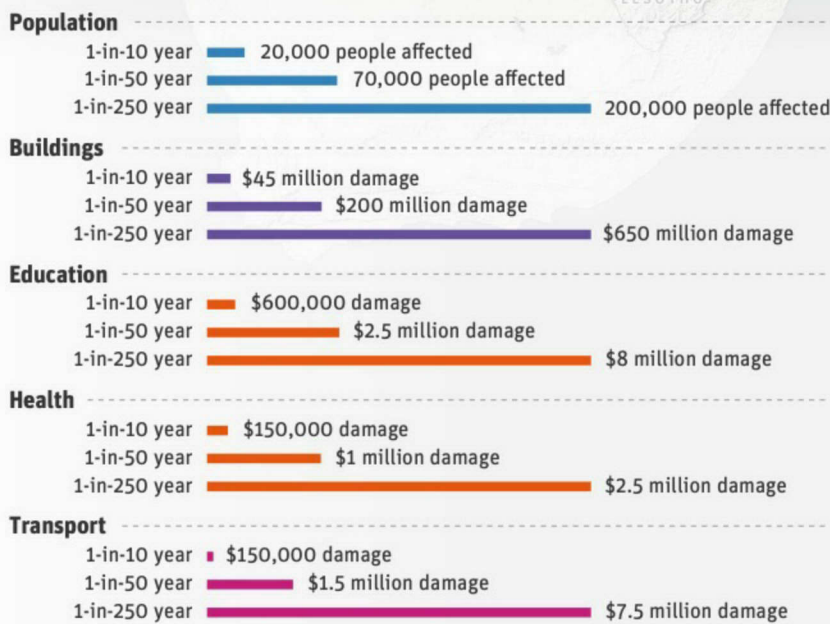 LESOTHO
Population
1-in-10 year 20,000 people affected
1-in-50 year 70,000 people affected
1-in-250 year 200,000 people affected
Buildings
1-in-10 year $45 million damage
1-in-50 year $200 million damage
1-in-250 year $650 million damage
Education
1-in-10 year $600,000 damage
1-in-50 year $2.5 million damage
1-in-250 year $8 million damage
Health
1-in-10 year $150,000 damage
1-in-50 year $1 million damage
1-in-250 year $2.5 million damage
Transport
1-in-10 year $150,000 damage
1-in-50 year $1.5 million damage
1-in-250 year $7.5 million damage